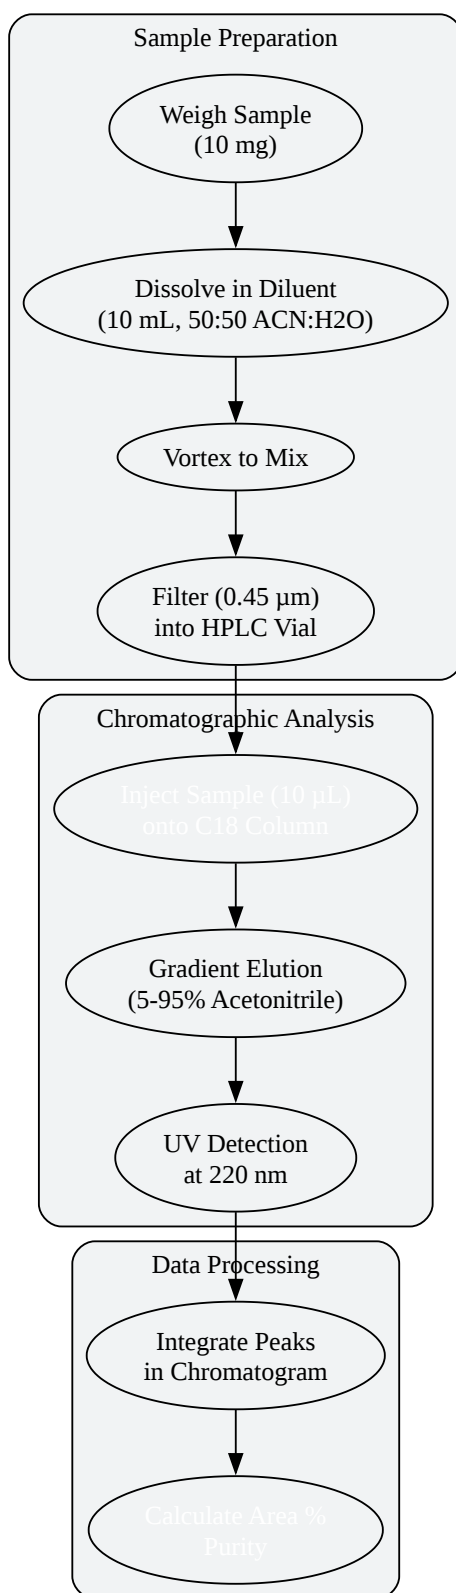 Sample Preparation
Weigh Sample
(10 mg)
Dissolve in Diluent
(10 mL, 50:50 ACN:H2O)
Vortex to Mix
Filter (0.45 µm)
into HPLC Vial
Chromatographic Analysis
Inject Sample (10 µL)
onto C18 Column
Gradient Elution
(5-95% Acetonitrile)
UV Detection
at 220 nm
Data Processing
Integrate Peaks
in Chromatogram
Calculate Area %
Purity